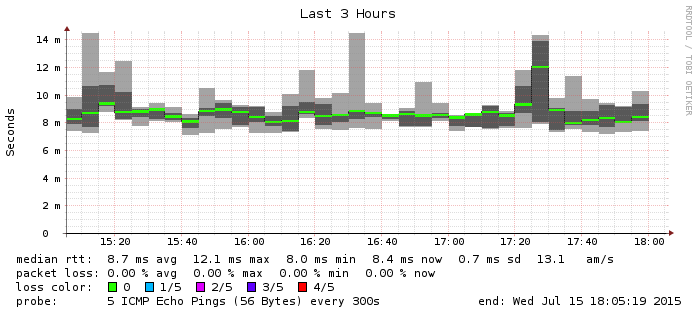 Last 3 Hours
RRDTOOL / TOBI OETIKER
Seconds
14 m
12 m
10 m
8 m
6 m
4 m
2 m
0
15:20 15:40 16:00 16:20 16:40 17:00 17:20 17:40 18:00
median rtt: 8.7 ms avg 12.1 ms max 8.0 ms min 8.4 ms now 0.7 ms sd 13.1 am/s
packet loss: 0.00 % avg 0.00 % max 0.00 % min 0.00 % now
loss color: 0 1/5 2/5 3/5 4/5
probe: 5 ICMP Echo Pings (56 Bytes) every 300s end: Wed Jul 15 18:05:19 2015